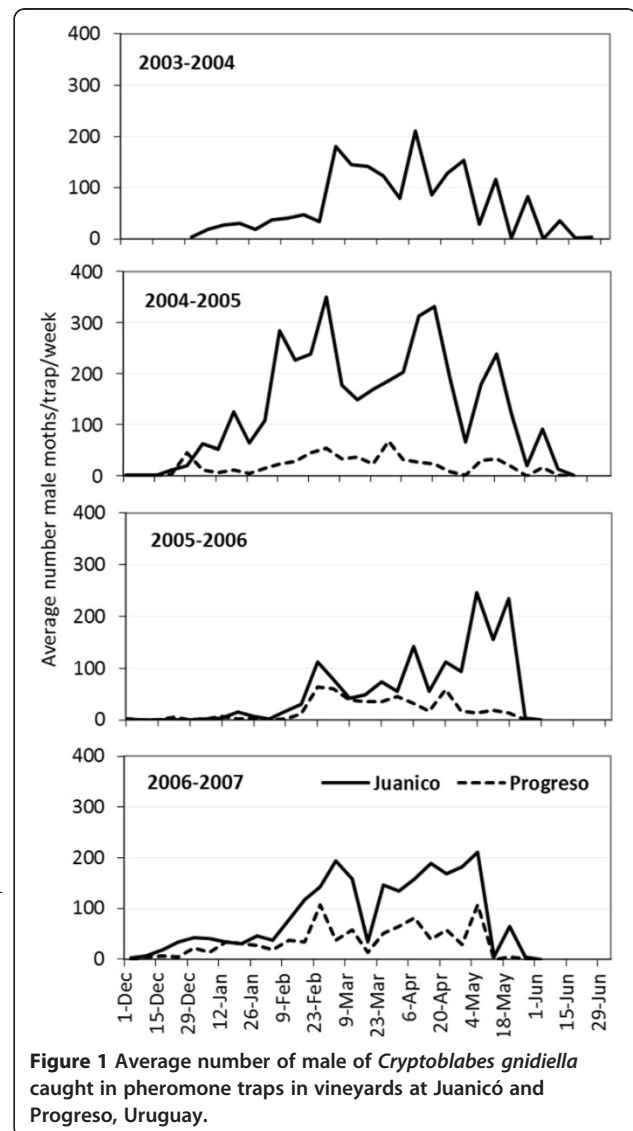 Average number male moths/trap/week
400
2003-2004
300
200
100
0
400
2004-2005
300
200
100
0
400
2005-2006
300
200
100
0
400
2006-2007
Juanico
Progreso
300
200
100
0
1-Dec
15-Dec
29-Dec
12-Jan
26-Jan
9-Feb
23-Feb
9-Mar
23-Mar
6-Apr
20-Apr
4-May
18-May
1-Jun
15-Jun
29-Jun
Figure 1 Average number of male of Cryptoblabes gnidiella
caught in pheromone traps in vineyards at Juanicó and
Progreso, Uruguay.